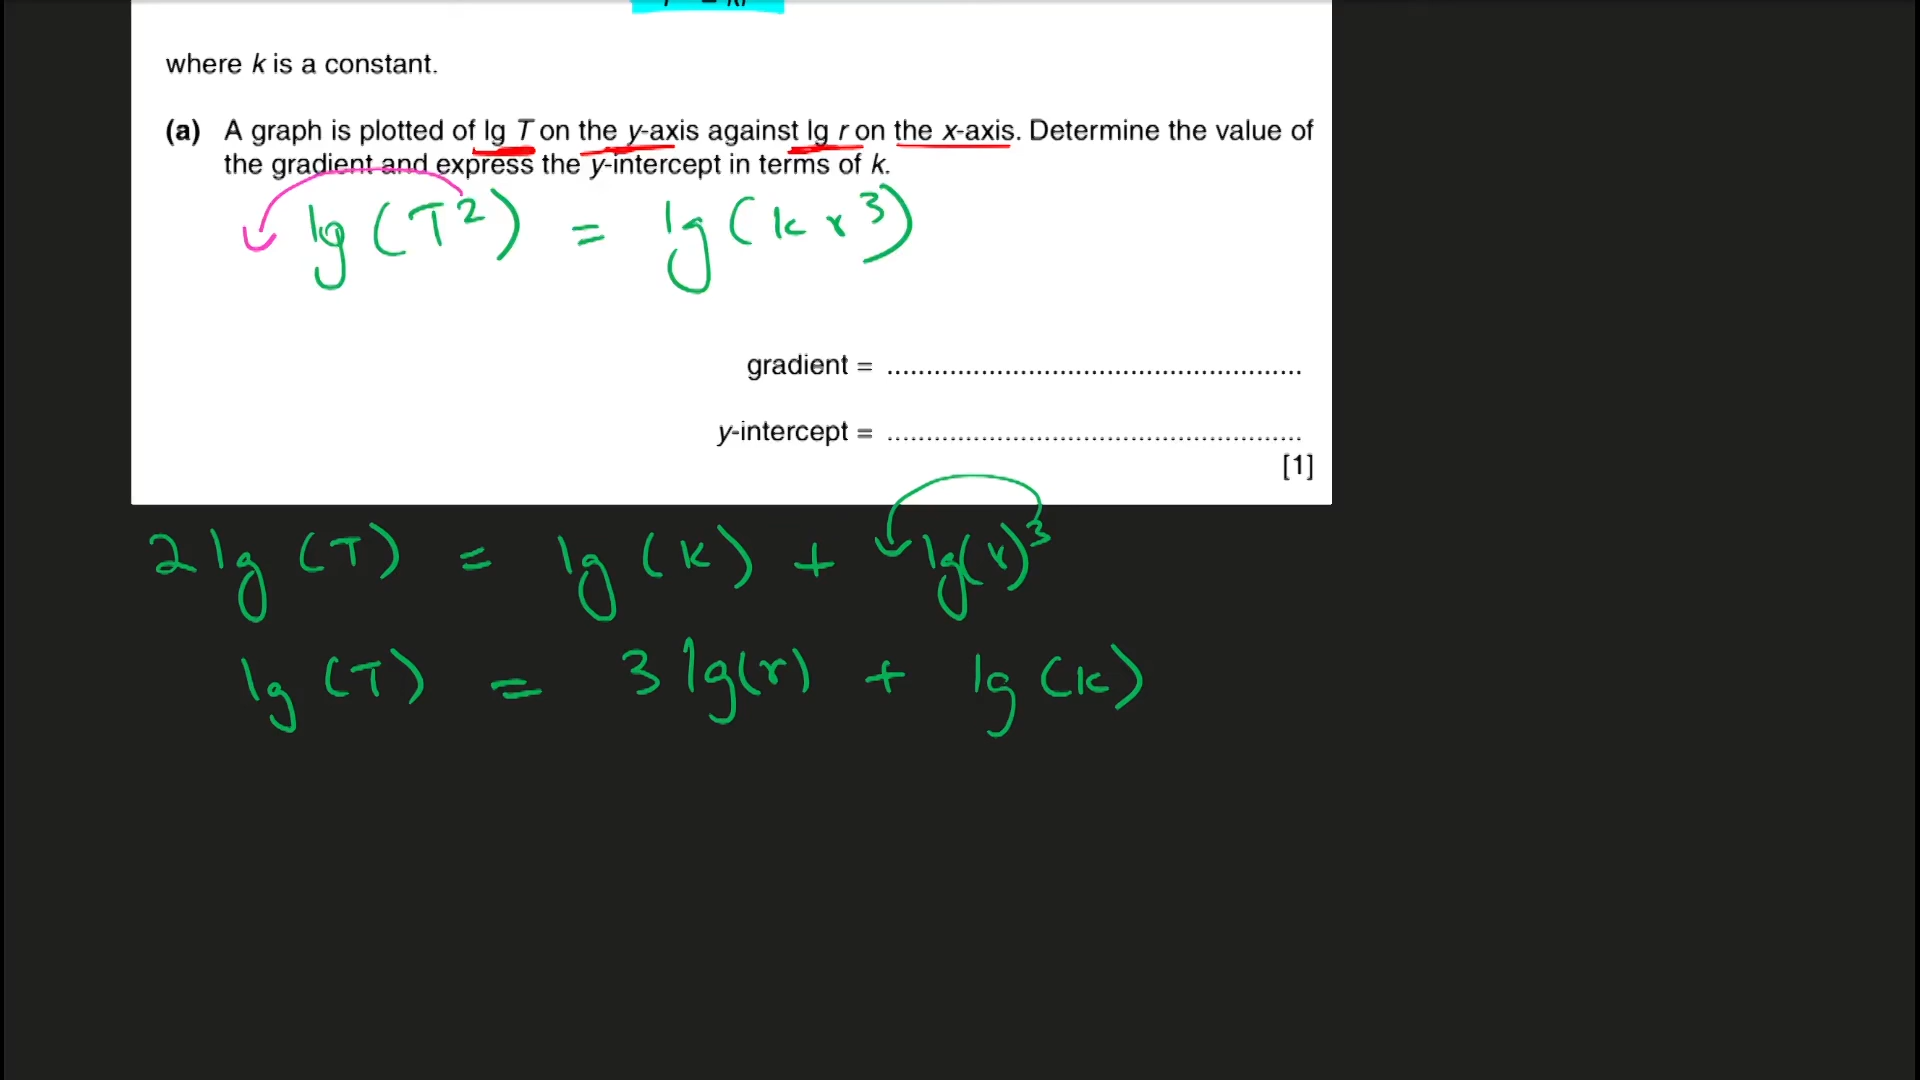 where k is a constant.
(a) A graph is plotted of lg T on the y-axis against lg r on the x-axis. Determine the value of
the gradient and express the y-intercept in terms of k.
lg (T²) = lg (k r³)
gradient = ......................................................
y-intercept = ......................................................
[1]
2 lg (T) = lg (k) + lg(r)³
lg (T) = 3 lg(r) + lg (k)